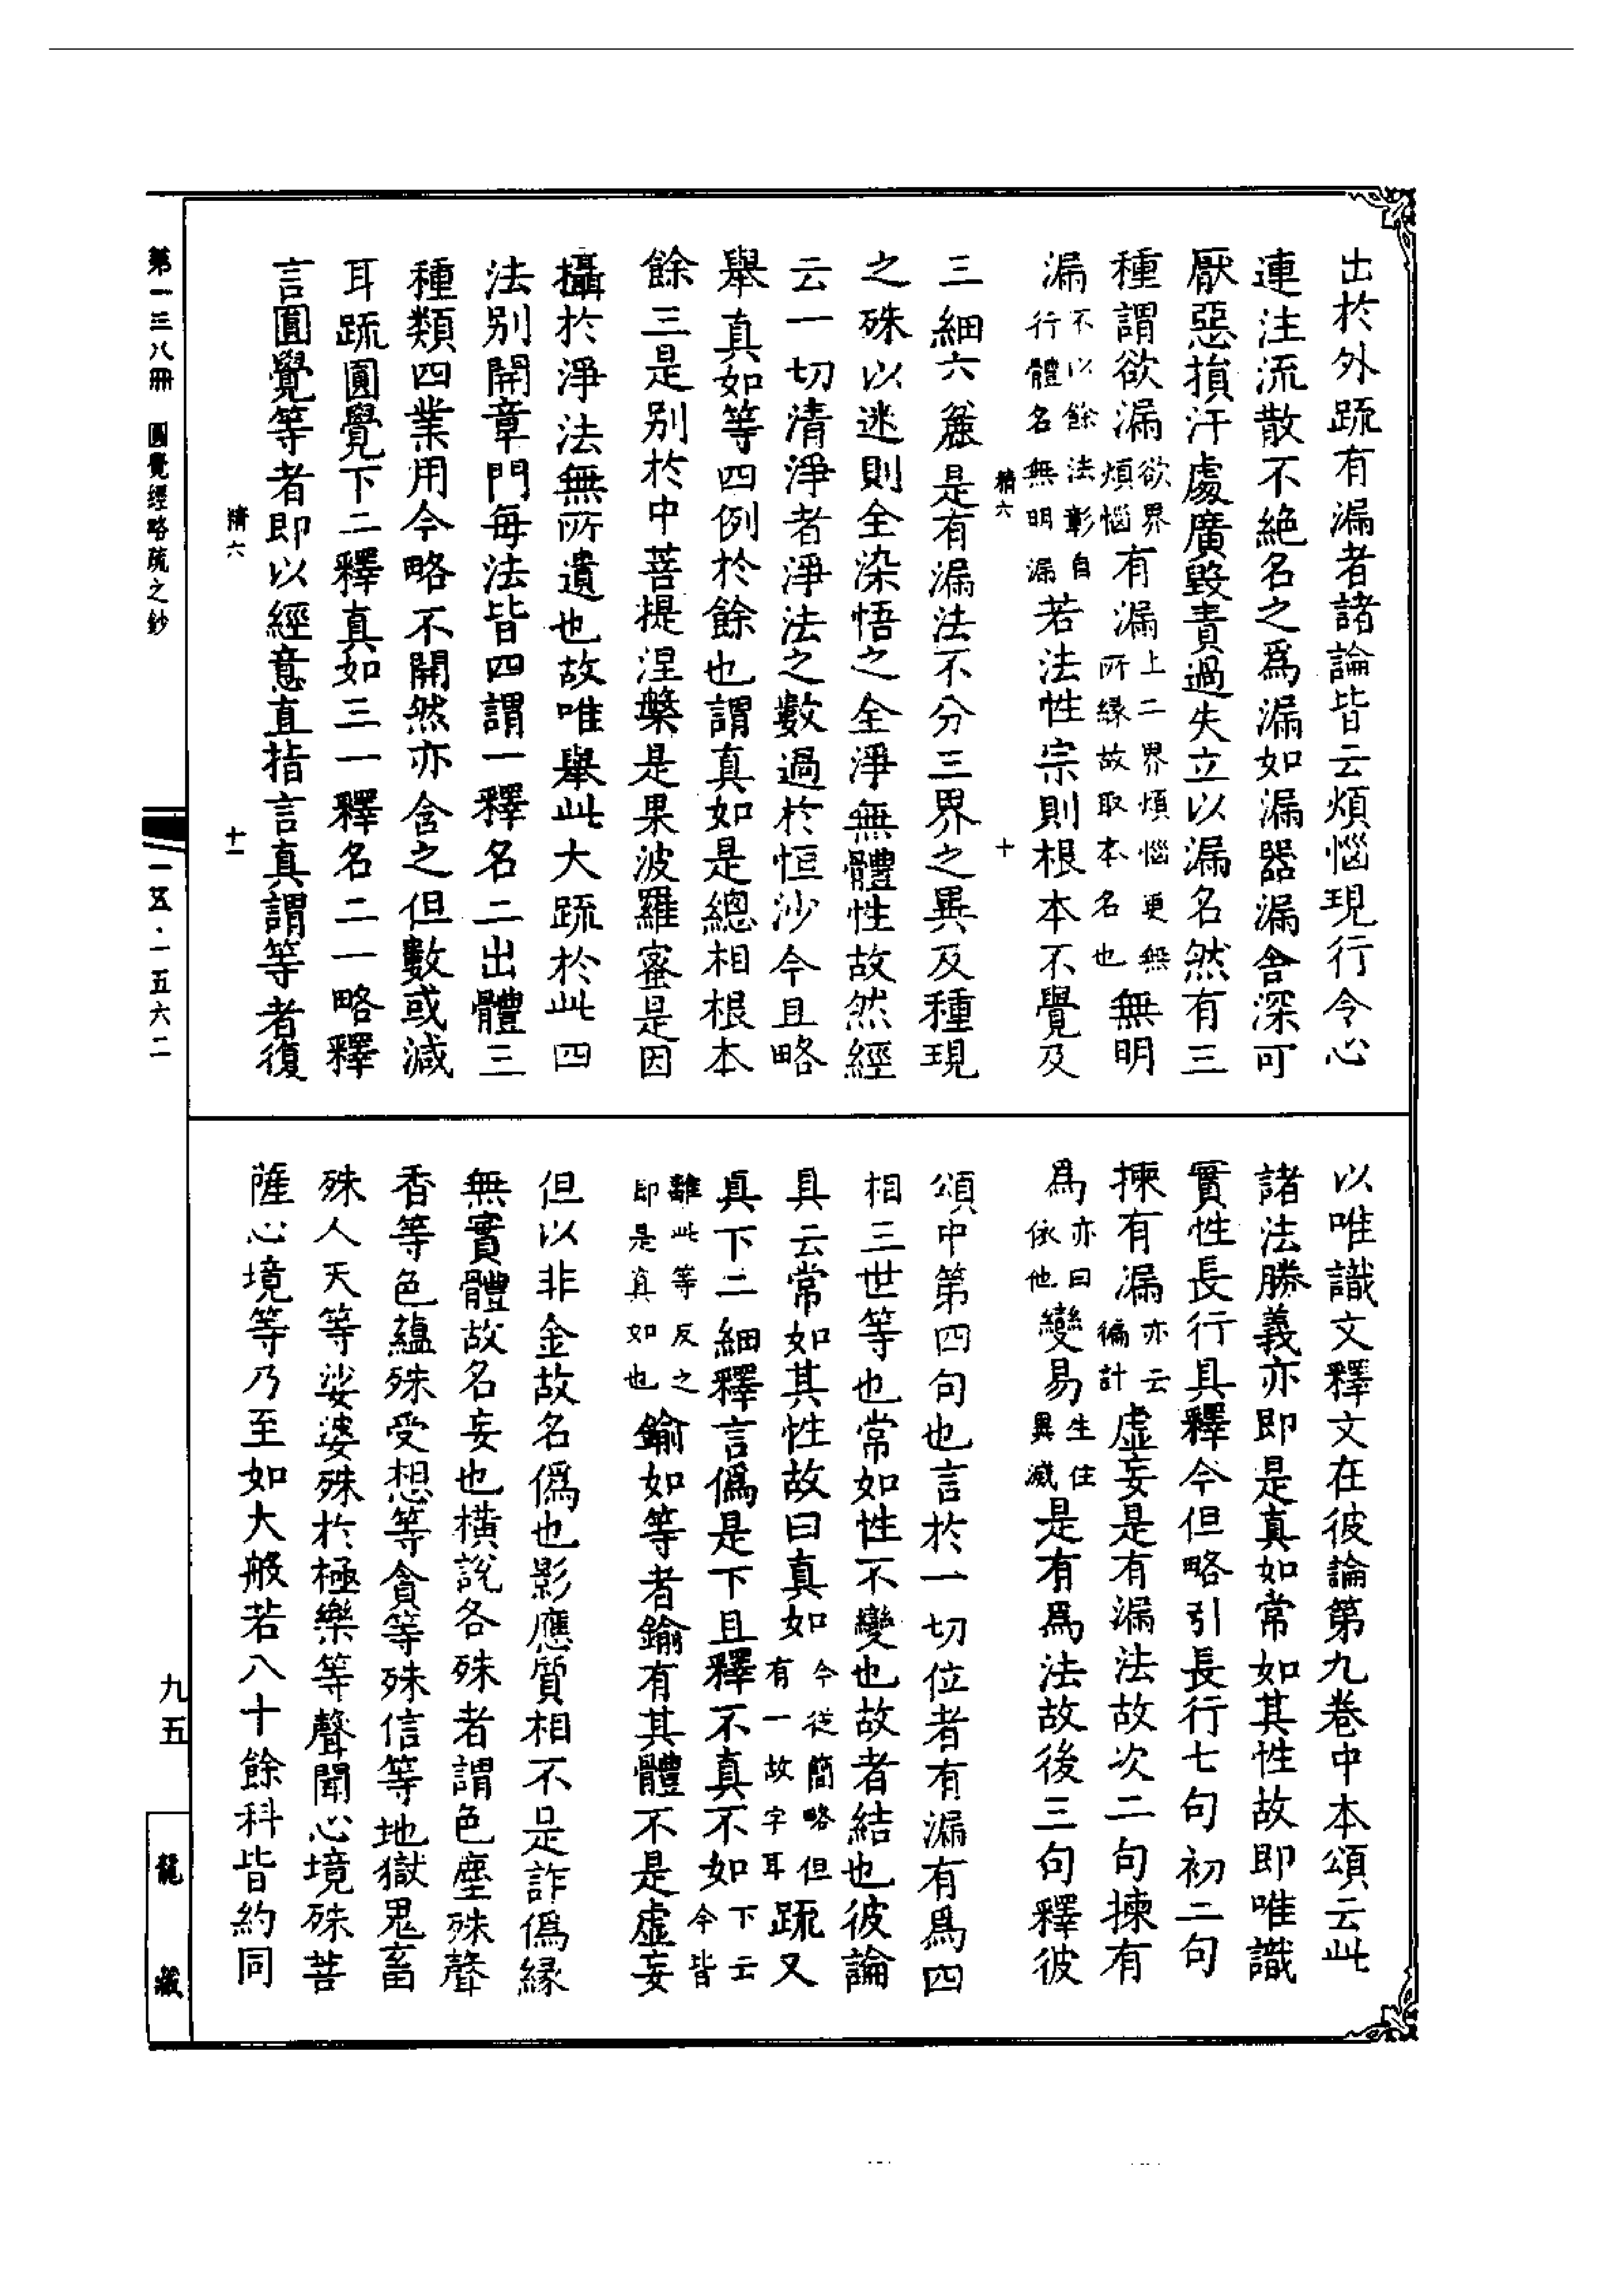 出於外疏有漏者諸論皆云煩惱現行令心
連注流散不絕名之爲漏如漏器漏舍深可
厭惡損汙處廣毀責過失立以漏名然有三
種謂欲漏欲界煩惱有漏上二界煩惱更無所緣故取本名也無明
漏不以餘法彰自行體名無明漏若法性宗則根本不覺及
精六 十
三細六麁是有漏法不分三界之異及種現
之殊以迷則全染悟之全淨無體性故然經
云一切清淨者淨法之數過於恒沙今且略
舉真如等四例於餘也謂真如是總相根本
餘三是別於中菩提涅槃是果波羅蜜是因
攝於淨法無所遺也故唯舉此大疏於此四
法別開章門每法皆四謂一釋名二出體三
種類四業用今略不開然亦含之但數或減
耳疏圓覺下二釋真如三一釋名二一略釋
言圓覺等者即以經意直指言真謂等者復
精六 十一
以唯識文釋文在彼論第九卷中本頌云此
諸法勝義亦即是真如常如其性故即唯識
實性長行具釋今但略引長行七句初二句
揀有漏亦云徧計虛妄是有漏法故次二句揀有
爲亦曰依他變易生住異滅是有爲法故後三句釋彼
頌中第四句也言於一切位者有漏有爲四
相三世等也常如性不變也故者結也彼論
具云常如其性故曰真如今從簡略但有一故字耳疏又
真下二細釋言僞是下且釋不真不如下云今皆
離此等反之即是真如也鍮如等者鍮有其體不是虛妄
但以非金故名僞也影應質相不是詐僞緣
無實體故名妄也橫說各殊者謂色塵殊聲
香等色蘊殊受想等貪等殊信等地獄鬼畜
殊人天等娑婆殊於極樂等聲聞心境殊菩
薩心境等乃至如大般若八十餘科皆約同
第一三八冊 圓覺經略疏之鈔
一五·一五六二
九五
龍藏